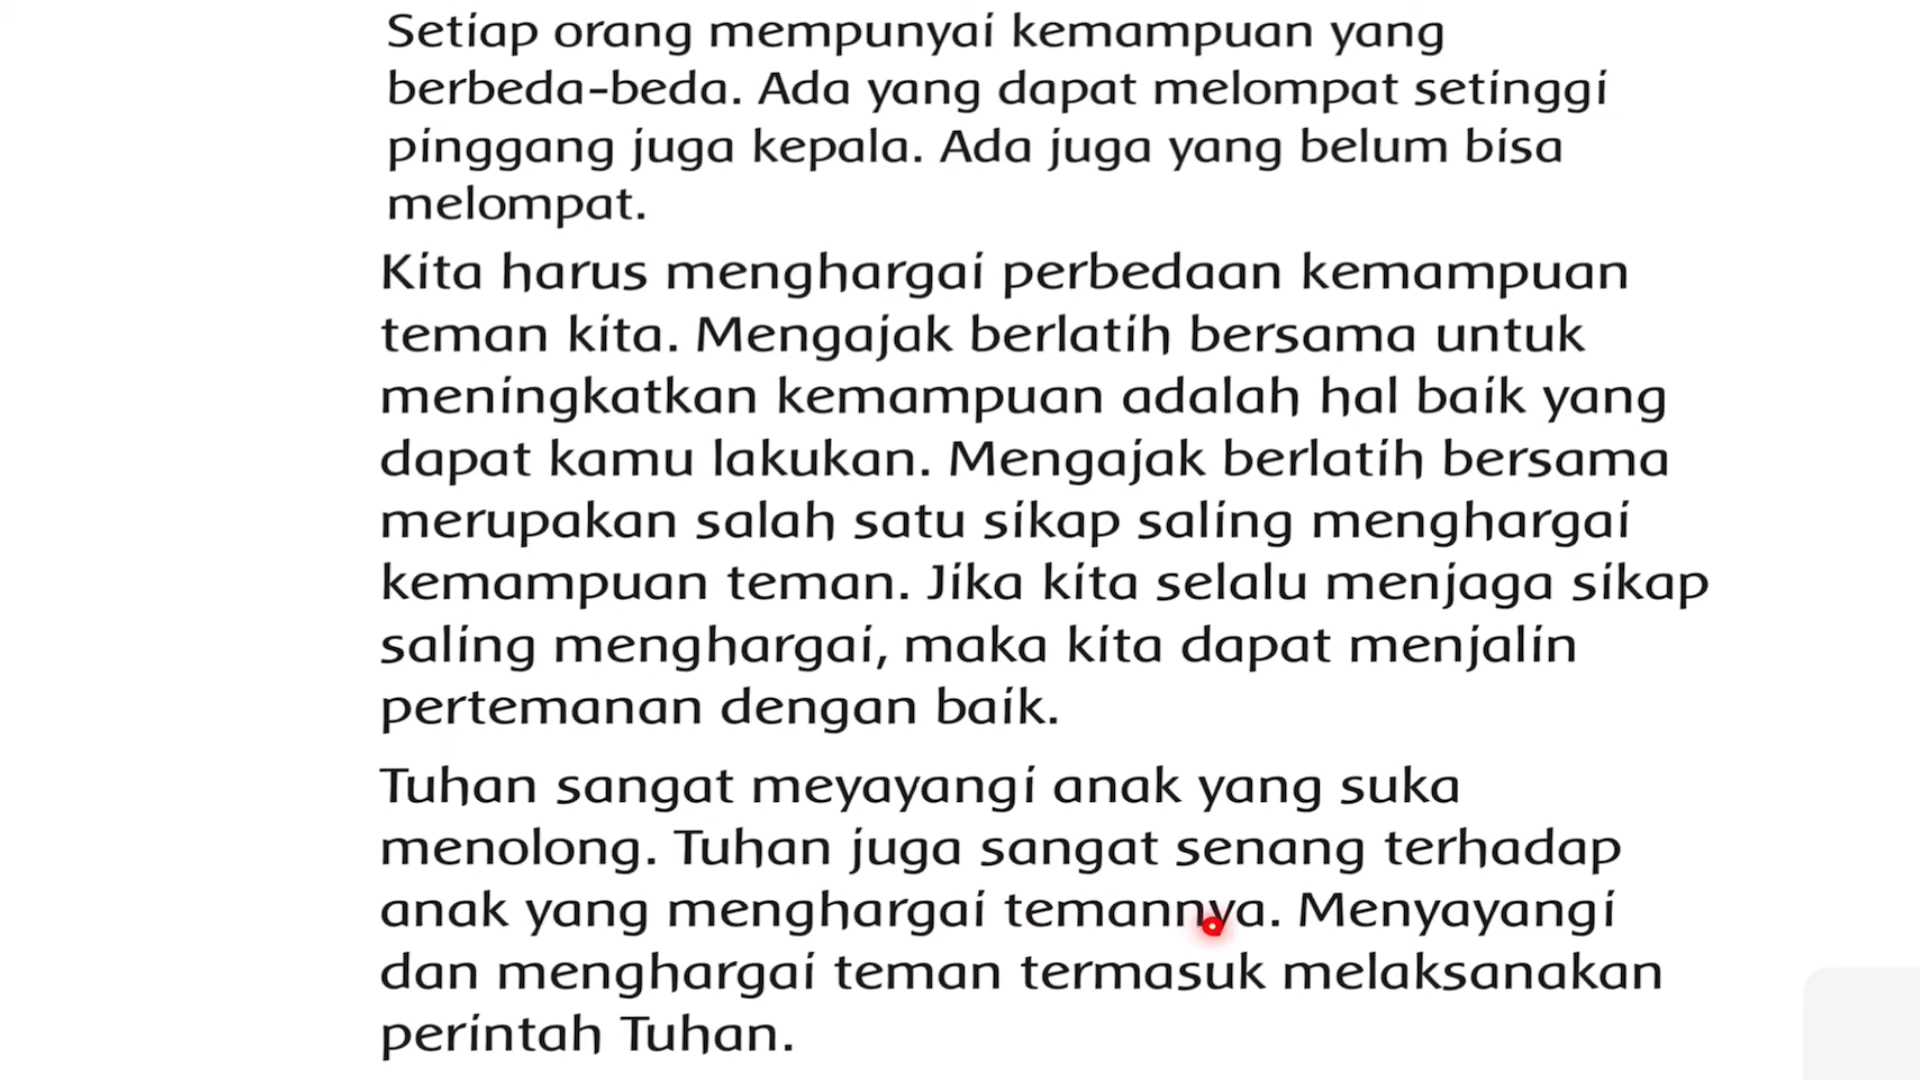 Setiap orang mempunyai kemampuan yang
berbeda-beda. Ada yang dapat melompat setinggi
pinggang juga kepala. Ada juga yang belum bisa
melompat.
Kita harus menghargai perbedaan kemampuan
teman kita. Mengajak berlatih bersama untuk
meningkatkan kemampuan adalah hal baik yang
dapat kamu lakukan. Mengajak berlatih bersama
merupakan salah satu sikap saling menghargai
kemampuan teman. Jika kita selalu menjaga sikap
saling menghargai, maka kita dapat menjalin
pertemanan dengan baik.
Tuhan sangat meyayangi anak yang suka
menolong. Tuhan juga sangat senang terhadap
anak yang menghargai temannya. Menyayangi
dan menghargai teman termasuk melaksanakan
perintah Tuhan.